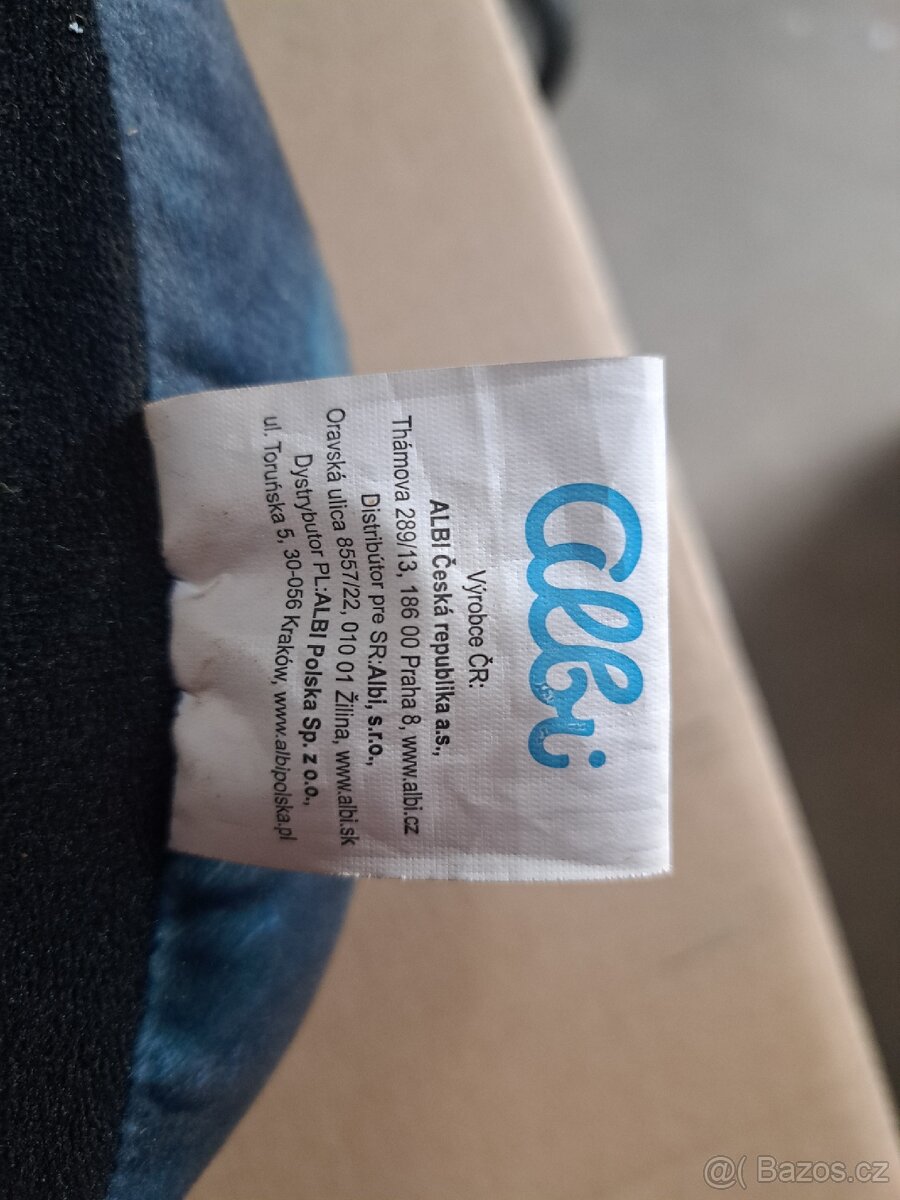 albi
Výrobce ČR:
ALBI Česká republika a.s.,
Thámova 289/13, 186 00 Praha 8, www.albi.cz
Distribútor pre SR:Albi, s.r.o.,
Oravská ulica 8557/22, 010 01 Žilina, www.albi.sk
Dystrybutor PL:ALBI Polska Sp. z o.o.,
ul. Toruńska 5, 30-056 Kraków, www.albipolska.pl
@( Bazos.cz